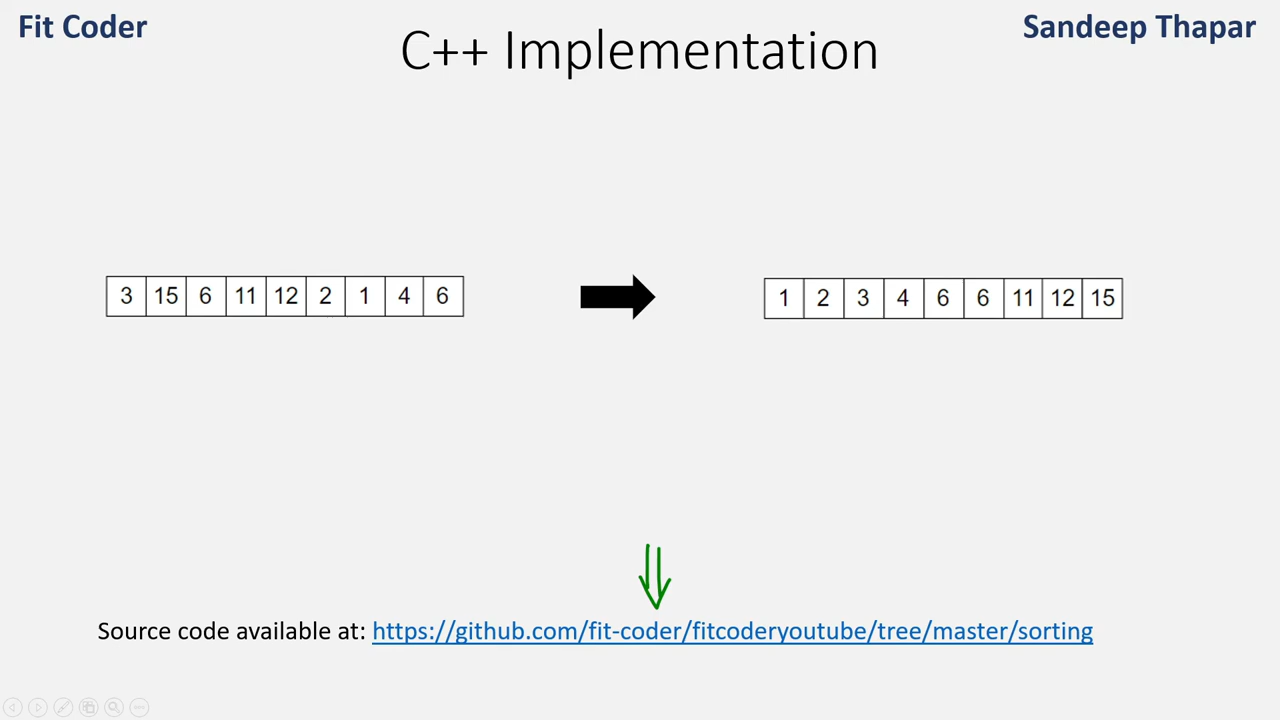 Fit Coder
Sandeep Thapar
C++ Implementation
3 15 6 11 12 2 1 4 6
1 2 3 4 6 6 11 12 15
Source code available at: https://github.com/fit-coder/fitcoderyoutube/tree/master/sorting